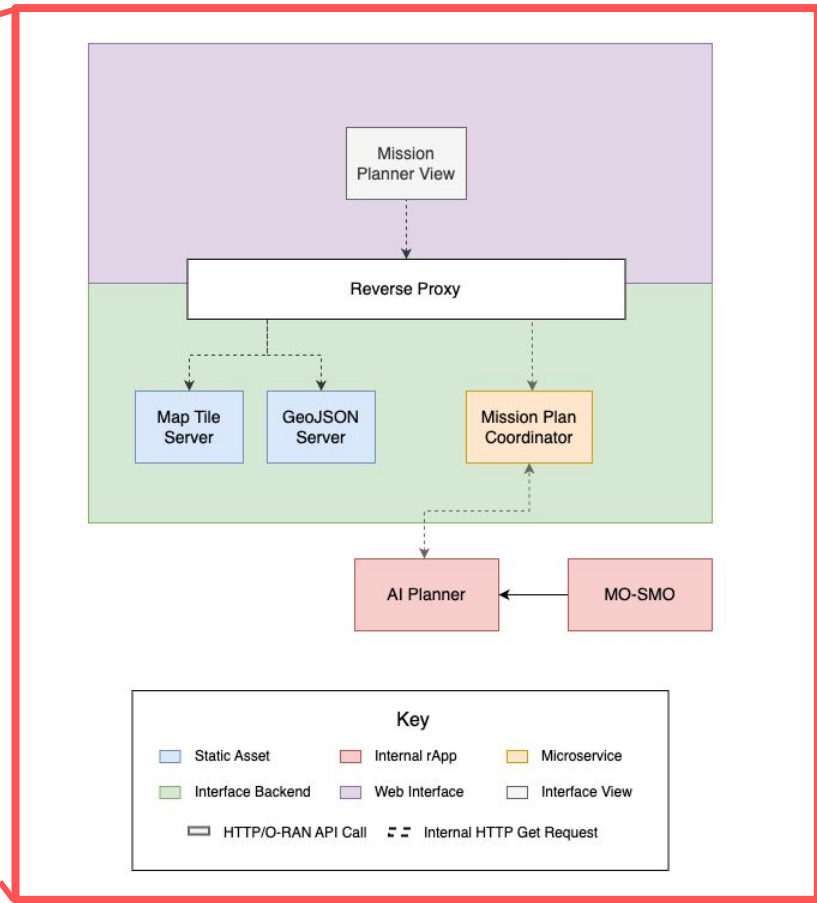 Mission
Planner View
Reverse Proxy
Map Tile
Server
GeoJSON
Server
Mission Plan
Coordinator
AI Planner
MO-SMO
Key
Static Asset
Internal rApp
Microservice
Interface Backend
Web Interface
Interface View
HTTP/O-RAN API Call
Internal HTTP Get Request